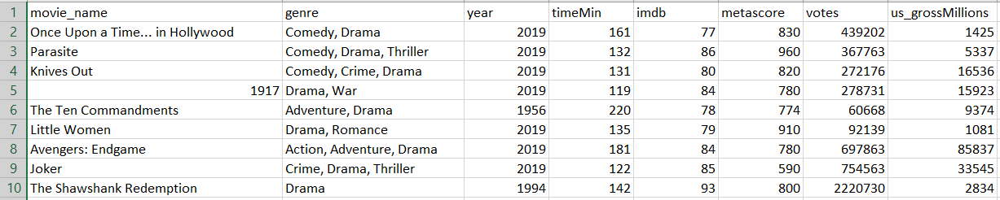 1 movie_name genre year timeMin imdb metascore votes us_grossMillions
2 Once Upon a Time... in Hollywood Comedy, Drama 2019 161 77 830 439202 1425
3 Parasite Comedy, Drama, Thriller 2019 132 86 960 367763 5337
4 Knives Out Comedy, Crime, Drama 2019 131 80 820 272176 16536
5 1917 Drama, War 2019 119 84 780 278731 15923
6 The Ten Commandments Adventure, Drama 1956 220 78 774 60668 9374
7 Little Women Drama, Romance 2019 135 79 910 92139 1081
8 Avengers: Endgame Action, Adventure, Drama 2019 181 84 780 697863 85837
9 Joker Crime, Drama, Thriller 2019 122 85 590 754563 33545
10 The Shawshank Redemption Drama 1994 142 93 800 2220730 2834